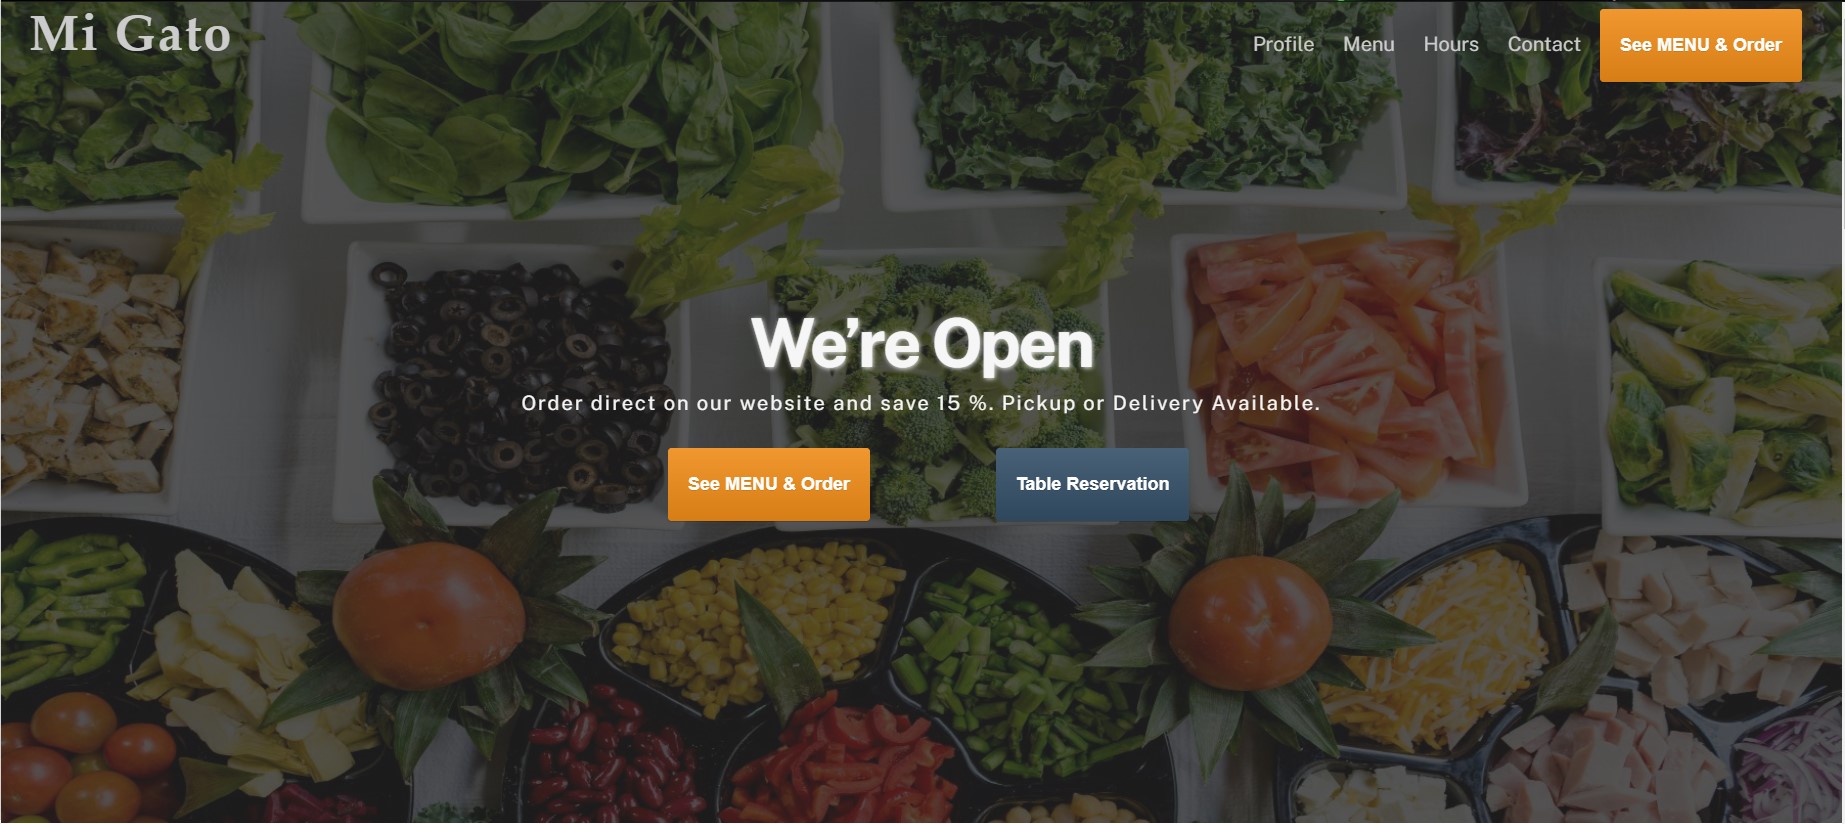 Mi Gato
Profile Menu Hours Contact See MENU & Order
We’re Open
Order direct on our website and save 15 %. Pickup or Delivery Available.
See MENU & Order Table Reservation